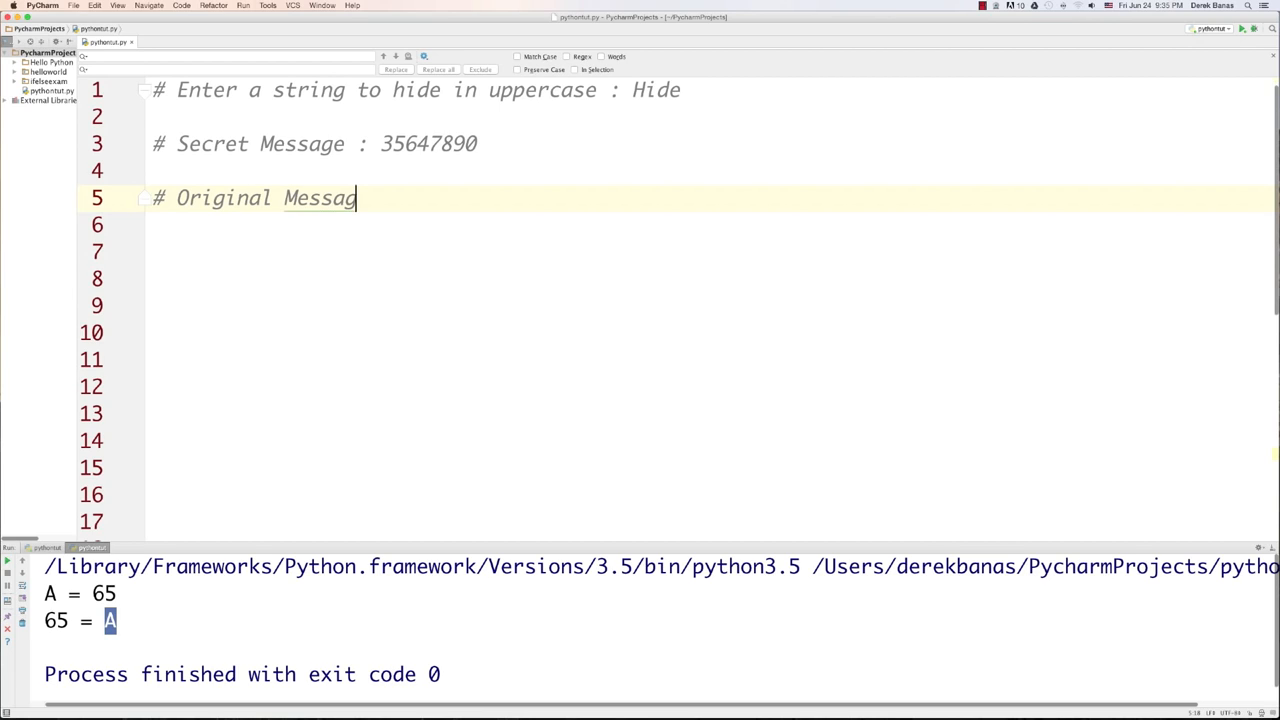 PyCharm File Edit View Navigate Code Refactor Run Tools VCS Window Help
10 Fri Jun 24 9:35 PM Derek Banas
pythontut.py - PycharmProjects - [~/PycharmProjects]
PycharmProjects pythontut.py
pythontut
pythontut.py
PycharmProject
Hello Python
helloworld
ifelseexam
pythontut.py
External Librarie
Match Case Regex Words
Replace Replace all Exclude Preserve Case In Selection
1 # Enter a string to hide in uppercase : Hide
2
3 # Secret Message : 35647890
4
5 # Original Messag
6
7
8
9
10
11
12
13
14
15
16
17
Run: pythontut pythontut
/Library/Frameworks/Python.framework/Versions/3.5/bin/python3.5 /Users/derekbanas/PycharmProjects/pytho
A = 65
65 = A
Process finished with exit code 0
5:18 LF÷ UTF-8÷